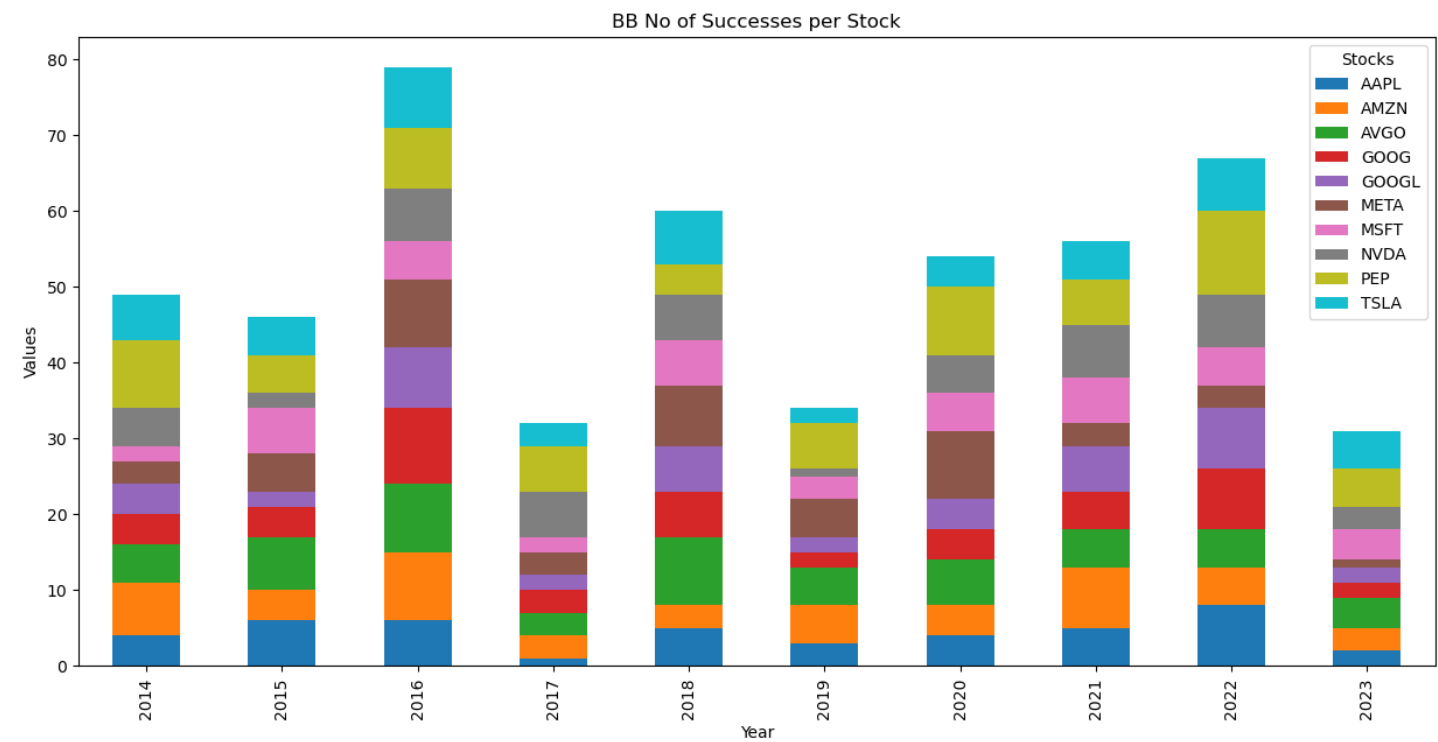 BB No of Successes per Stock
Values
80
70
60
50
40
30
20
10
0
Stocks
AAPL
AMZN
AVGO
GOOG
GOOGL
META
MSFT
NVDA
PEP
TSLA
2014
2015
2016
2017
2018
2019
2020
2021
2022
2023
Year